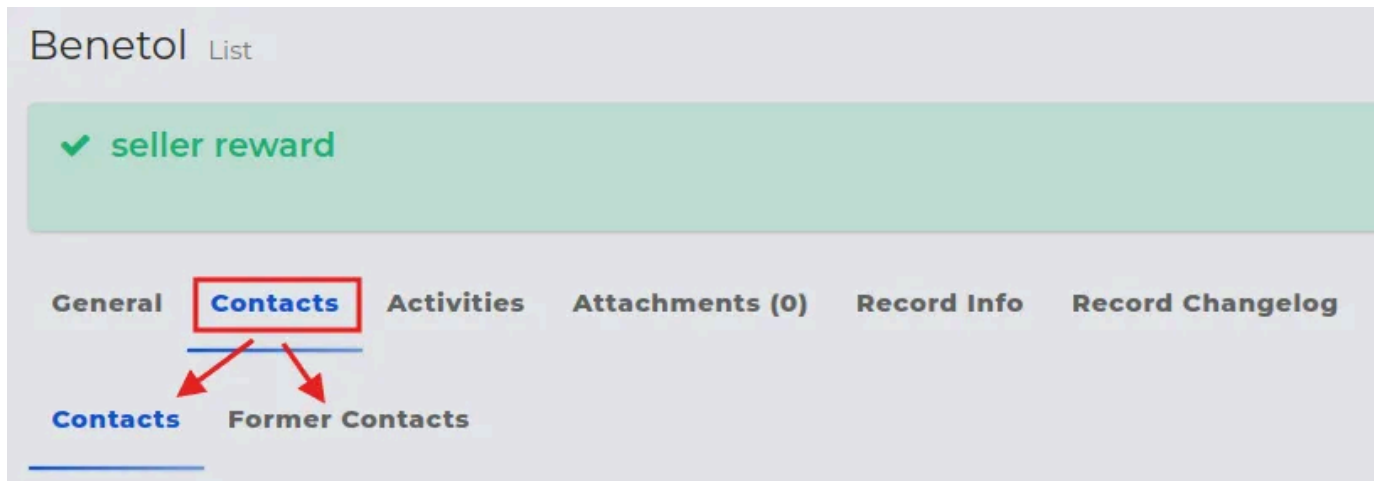 Benetol List
seller reward
General Contacts Activities Attachments (0) Record Info Record Changelog
Contacts Former Contacts